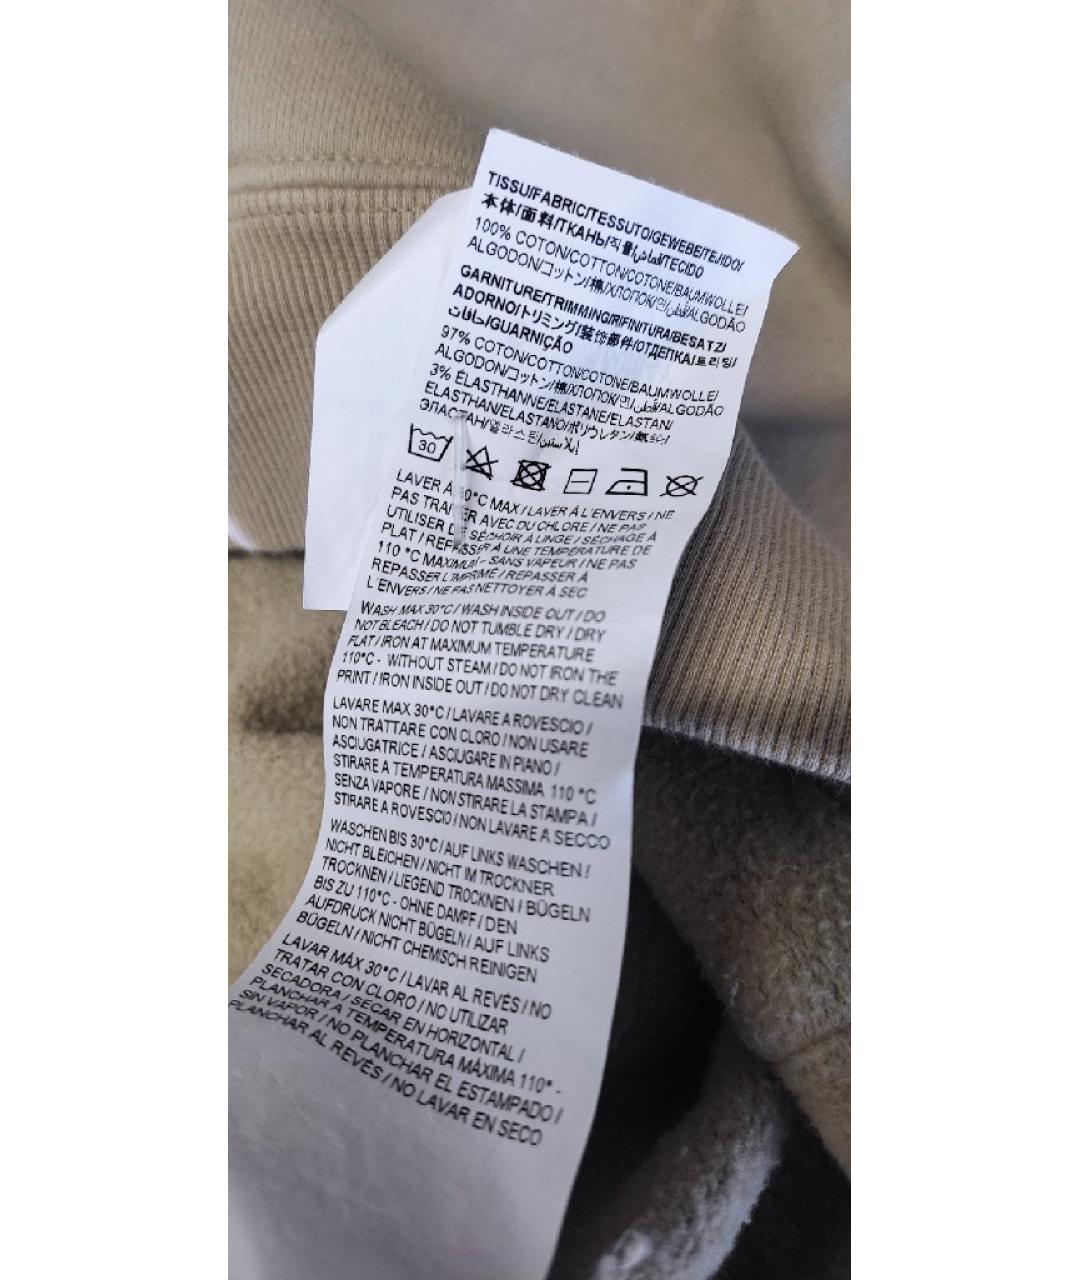 TISSU/FABRIC/TESSUTO/GEWEBE/TEJIDO/
本体/面料/ТКАНЬ/직물/قماش/TECIDO
100% COTON/COTTON/COTONE/BAUMWOLLE/
ALGODON/コットン/棉/ХЛОПОК/면/قطن/ALGODÃO
GARNITURE/TRIMMING/RIFINITURA/BESATZ/
ADORNO/トリミング/装饰部件/ОТДЕПКА/트리밍/
GUARNIÇÃO
97% COTON/COTTON/COTONE/BAUMWOLLE/
ALGODON/コットン/棉/ХЛОПОК/면/قطن/ALGODÃO
3% ÉLASTHANNE/ELASTANE/ELASTAN/
ELASTHAN/ELASTANO/ポリウレタン/氨纶/
ЭЛАСТАН/엘라스틴/إيلاستين
30
LAVER À 30°C MAX / LAVER À L'ENVERS / NE
PAS TRAITER AVEC DU CHLORE / NE PAS
UTILISER DE SÉCHOIR À LINGE / SÉCHAGE À
PLAT / REPASSER À UNE TEMPÉRATURE DE
110 °C MAXIMUM - SANS VAPEUR / NE PAS
REPASSER L'IMPRIMÉ / REPASSER À
L'ENVERS / NE PAS NETTOYER À SEC
WASH MAX 30°C / WASH INSIDE OUT / DO
NOT BLEACH / DO NOT TUMBLE DRY / DRY
FLAT / IRON AT MAXIMUM TEMPERATURE
110°C - WITHOUT STEAM / DO NOT IRON THE
PRINT / IRON INSIDE OUT / DO NOT DRY CLEAN
LAVARE MAX 30°C / LAVARE A ROVESCIO /
NON TRATTARE CON CLORO / NON USARE
ASCIUGATRICE / ASCIUGARE IN PIANO /
STIRARE A TEMPERATURA MASSIMA 110 °C
SENZA VAPORE / NON STIRARE LA STAMPA /
STIRARE A ROVESCIO / NON LAVARE A SECCO
WASCHEN BIS 30°C / AUF LINKS WASCHEN /
NICHT BLEICHEN / NICHT IM TROCKNER
TROCKNEN / LIEGEND TROCKNEN / BÜGELN
BIS ZU 110°C - OHNE DAMPF / DEN
AUFDRUCK NICHT BÜGELN / AUF LINKS
BÜGELN / NICHT CHEMISCH REINIGEN
LAVAR MÁX 30°C / LAVAR AL REVÉS / NO
TRATAR CON CLORO / NO UTILIZAR
SECADORA / SECAR EN HORIZONTAL /
PLANCHAR A TEMPERATURA MÁXIMA 110° -
SIN VAPOR / NO PLANCHAR EL ESTAMPADO /
PLANCHAR AL REVÉS / NO LAVAR EN SECO